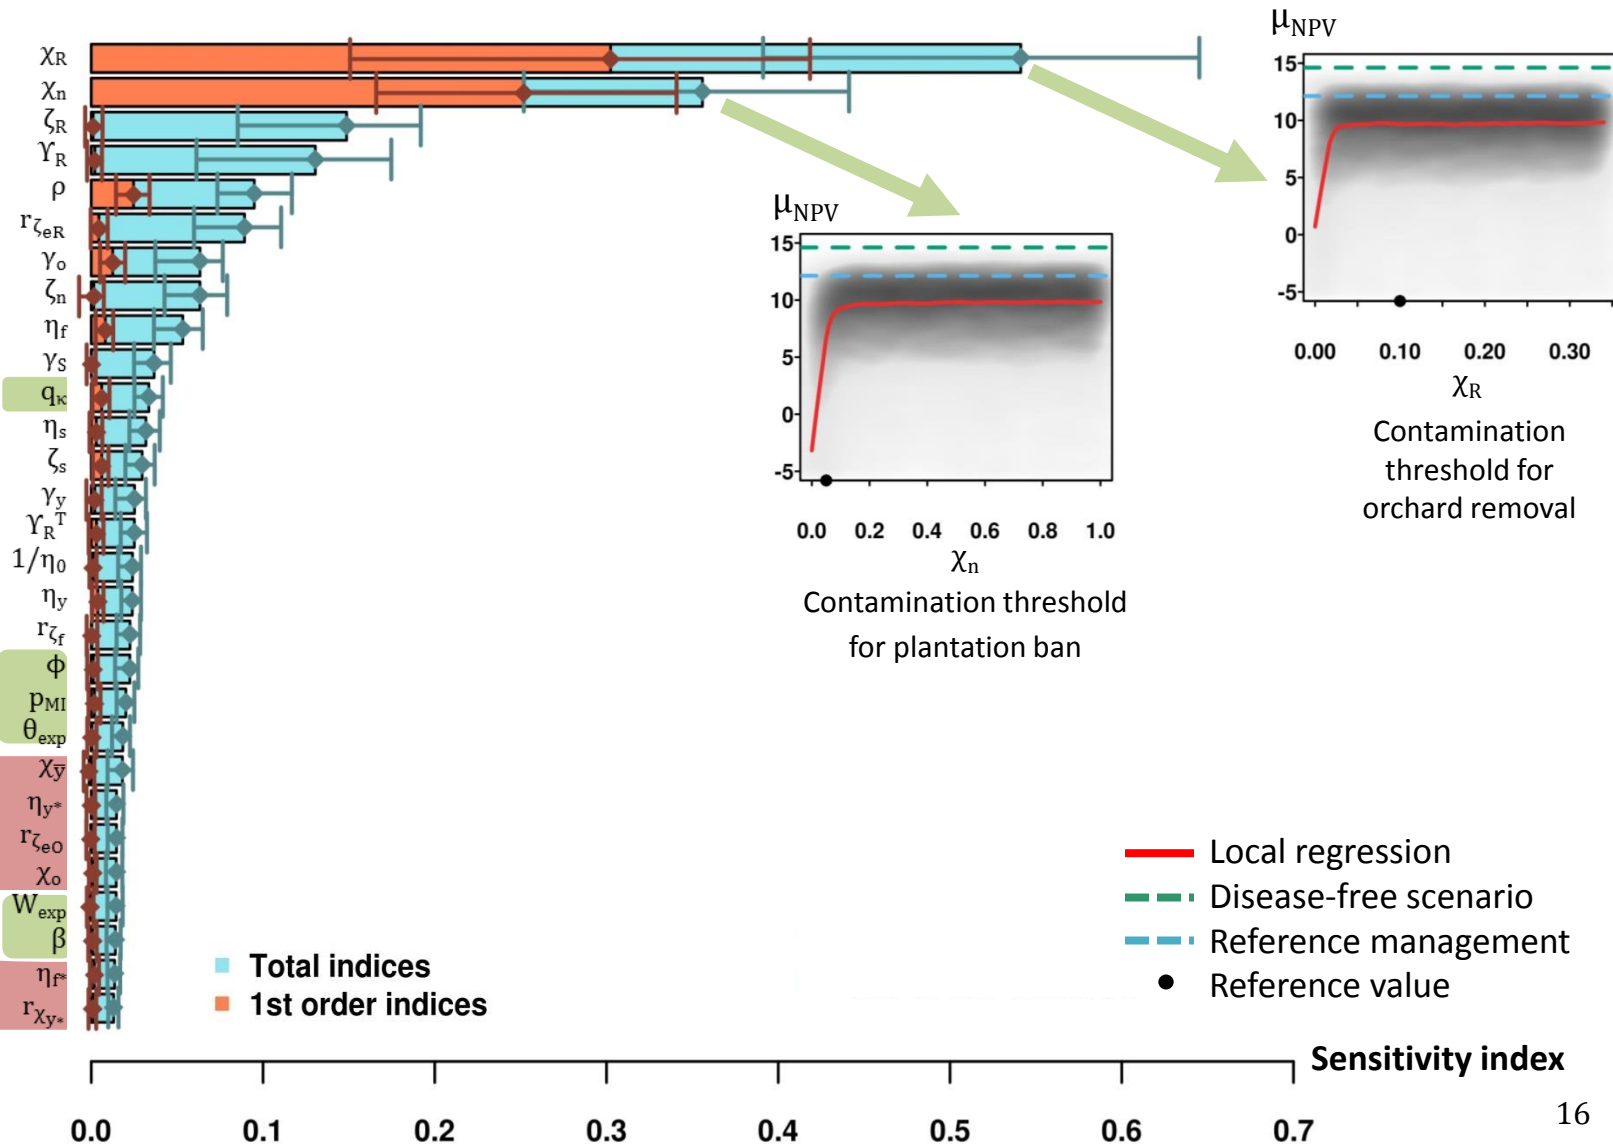 χR
χn
ζR
ϒR
ρ
rζeR
γo
ζn
ηf
γS
qκ
ηs
ζs
γy
ϒRT
1/η0
ηy
rζf
ϕ
pMI
θexp
χy̅
ηy*
rζeO
χo
Wexp
β
ηf*
rχy*
Total indices
1st order indices
0.0 0.1 0.2 0.3 0.4 0.5 0.6 0.7
Sensitivity index
μNPV
15
10
5
0
-5
0.0 0.2 0.4 0.6 0.8 1.0
χn
Contamination threshold
for plantation ban
μNPV
15
10
5
0
-5
0.00 0.10 0.20 0.30
χR
Contamination
threshold for
orchard removal
Local regression
Disease-free scenario
Reference management
Reference value
16